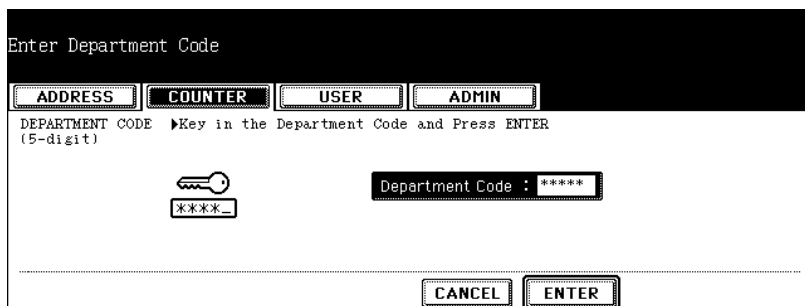 Enter Department Code
ADDRESS COUNTER USER ADMIN
DEPARTMENT CODE ▶Key in the Department Code and Press ENTER
(5-digit)
Department Code : *****
****_
CANCEL ENTER